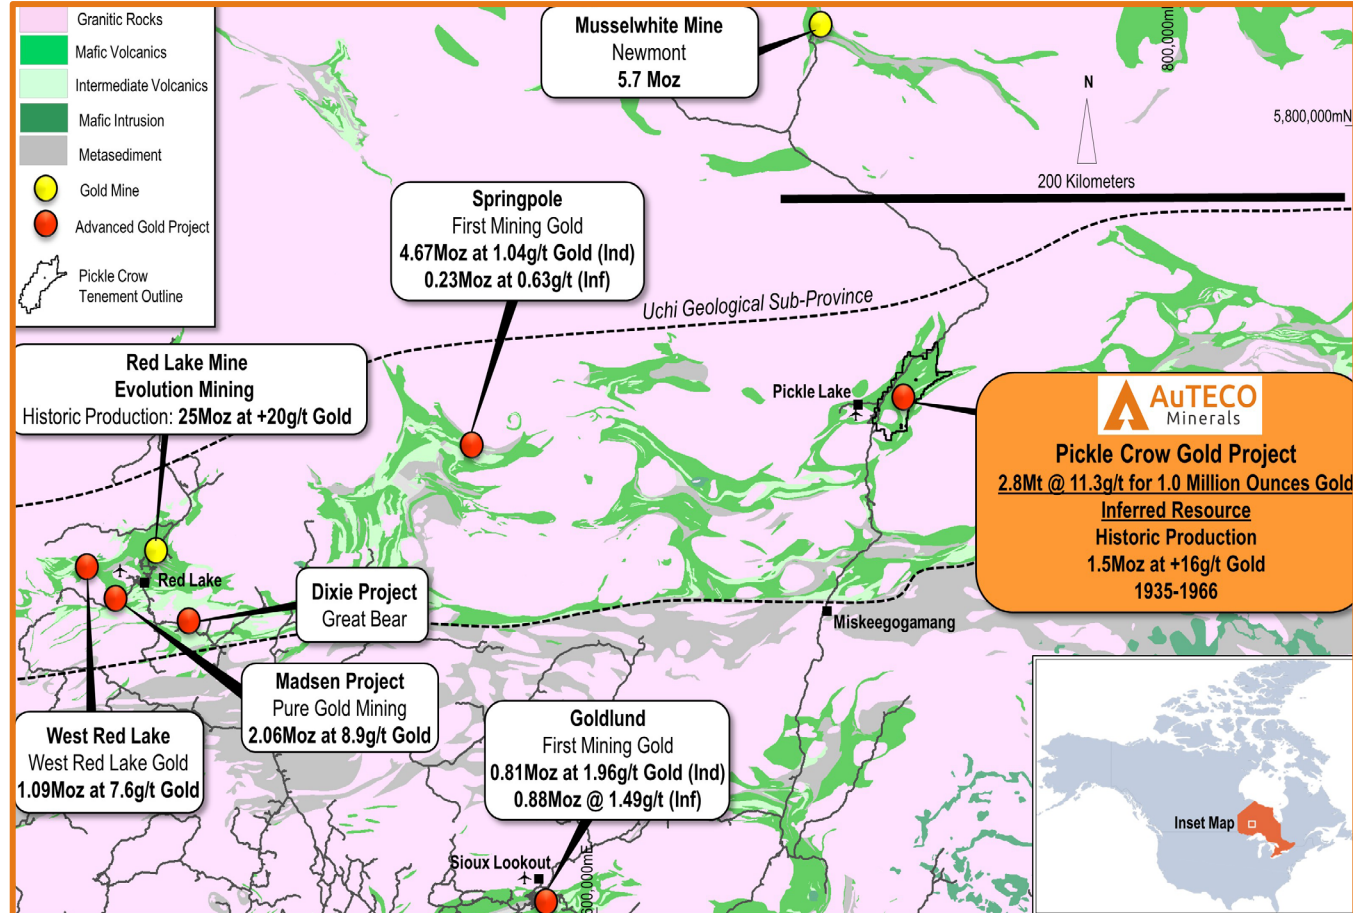 Granitic Rocks
Mafic Volcanics
Intermediate Volcanics
Mafic Intrusion
Metasediment
Gold Mine
Advanced Gold Project
Pickle Crow
Tenement Outline
Musselwhite Mine
Newmont
5.7 Moz
800,000mE
N
5,800,000mN
200 Kilometers
Springpole
First Mining Gold
4.67Moz at 1.04g/t Gold (Ind)
0.23Moz at 0.63g/t (Inf)
Uchi Geological Sub-Province
Red Lake Mine
Evolution Mining
Historic Production: 25Moz at +20g/t Gold
Pickle Lake
AuTECO
Minerals
Pickle Crow Gold Project
2.8Mt @ 11.3g/t for 1.0 Million Ounces Gold
Inferred Resource
Historic Production
1.5Moz at +16g/t Gold
1935-1966
Red Lake
Dixie Project
Great Bear
Miskeegogamang
Madsen Project
Pure Gold Mining
2.06Moz at 8.9g/t Gold
West Red Lake
West Red Lake Gold
1.09Moz at 7.6g/t Gold
Goldlund
First Mining Gold
0.81Moz at 1.96g/t Gold (Ind)
0.88Moz @ 1.49g/t (Inf)
Sioux Lookout
600,000mE
Inset Map